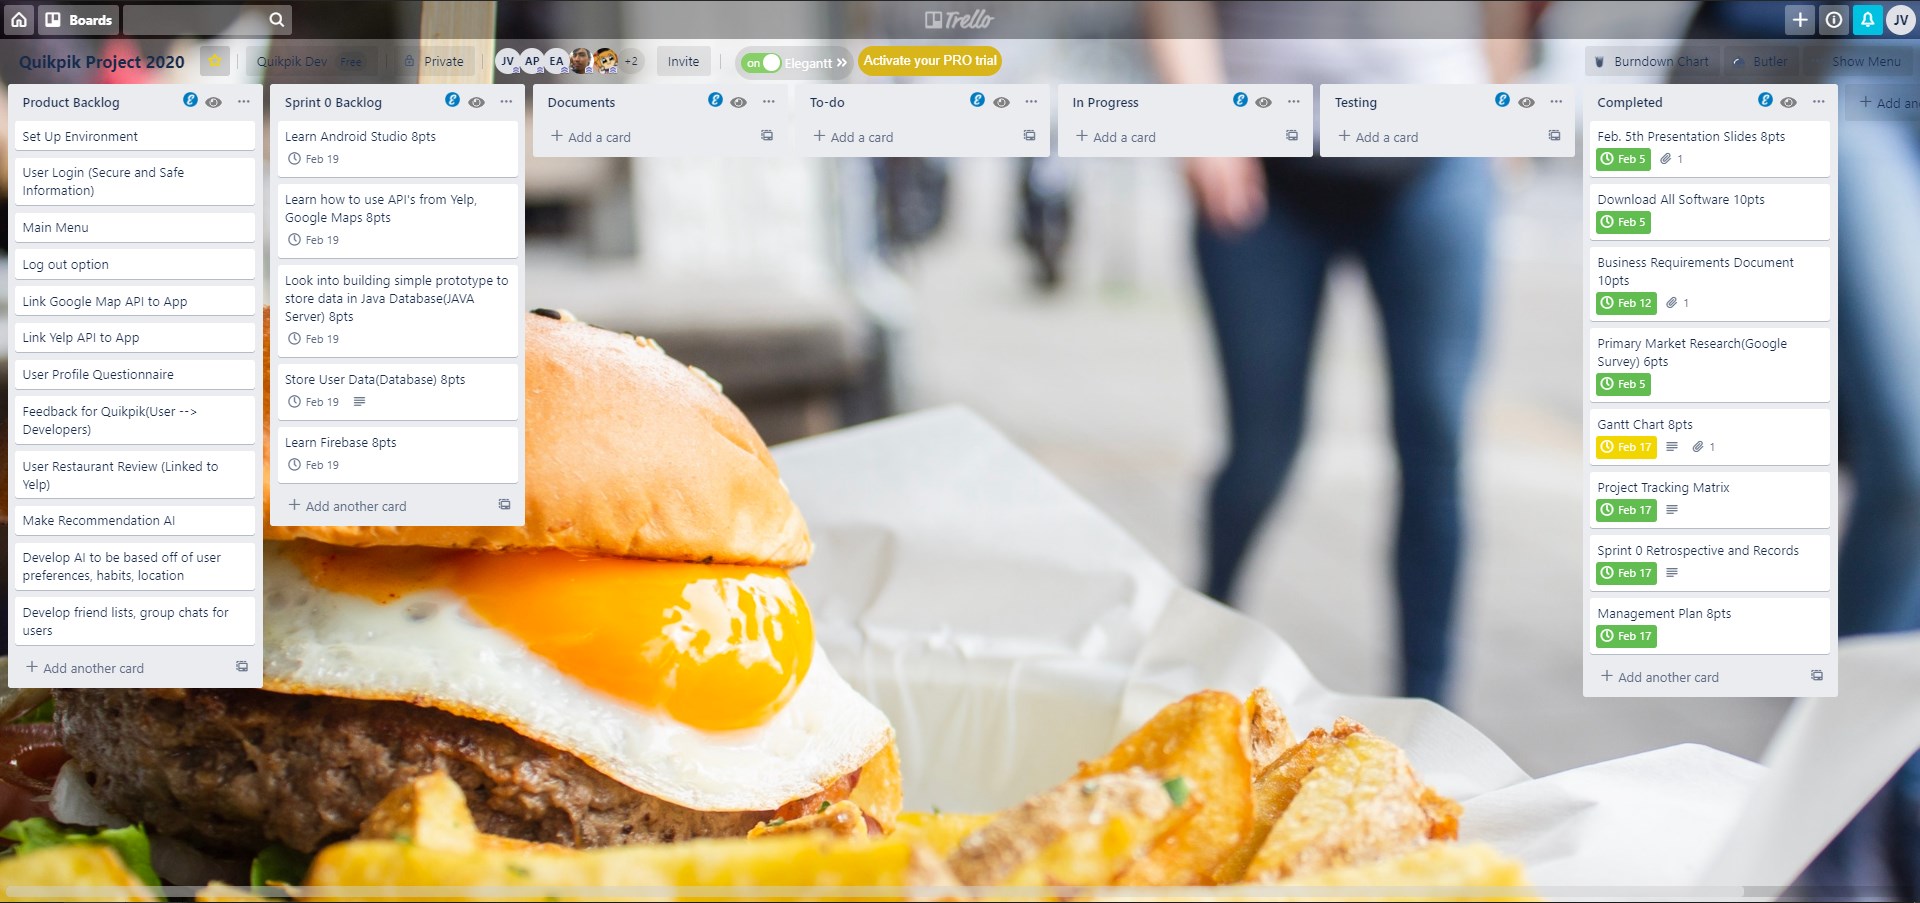 Boards
Trello
JV
Quikpik Project 2020
Quikpik Dev Free
Private
JV AP EA +2
Invite
on Elegantt »
Activate your PRO trial
Burndown Chart
Butler
Show Menu
Product Backlog
Set Up Environment
User Login (Secure and Safe
Information)
Main Menu
Log out option
Link Google Map API to App
Link Yelp API to App
User Profile Questionnaire
Feedback for Quikpik(User -->
Developers)
User Restaurant Review (Linked to
Yelp)
Make Recommendation AI
Develop AI to be based off of user
preferences, habits, location
Develop friend lists, group chats for
users
+ Add another card
Sprint 0 Backlog
Learn Android Studio 8pts
Feb 19
Learn how to use API's from Yelp,
Google Maps 8pts
Feb 19
Look into building simple prototype to
store data in Java Database(JAVA
Server) 8pts
Feb 19
Store User Data(Database) 8pts
Feb 19
Learn Firebase 8pts
Feb 19
+ Add another card
Documents
+ Add a card
To-do
+ Add a card
In Progress
+ Add a card
Testing
+ Add a card
Completed
Feb. 5th Presentation Slides 8pts
Feb 5 1
Download All Software 10pts
Feb 5
Business Requirements Document
10pts
Feb 12 1
Primary Market Research(Google
Survey) 6pts
Feb 5
Gantt Chart 8pts
Feb 17 1
Project Tracking Matrix
Feb 17
Sprint 0 Retrospective and Records
Feb 17
Management Plan 8pts
Feb 17
+ Add another card
+ Add an